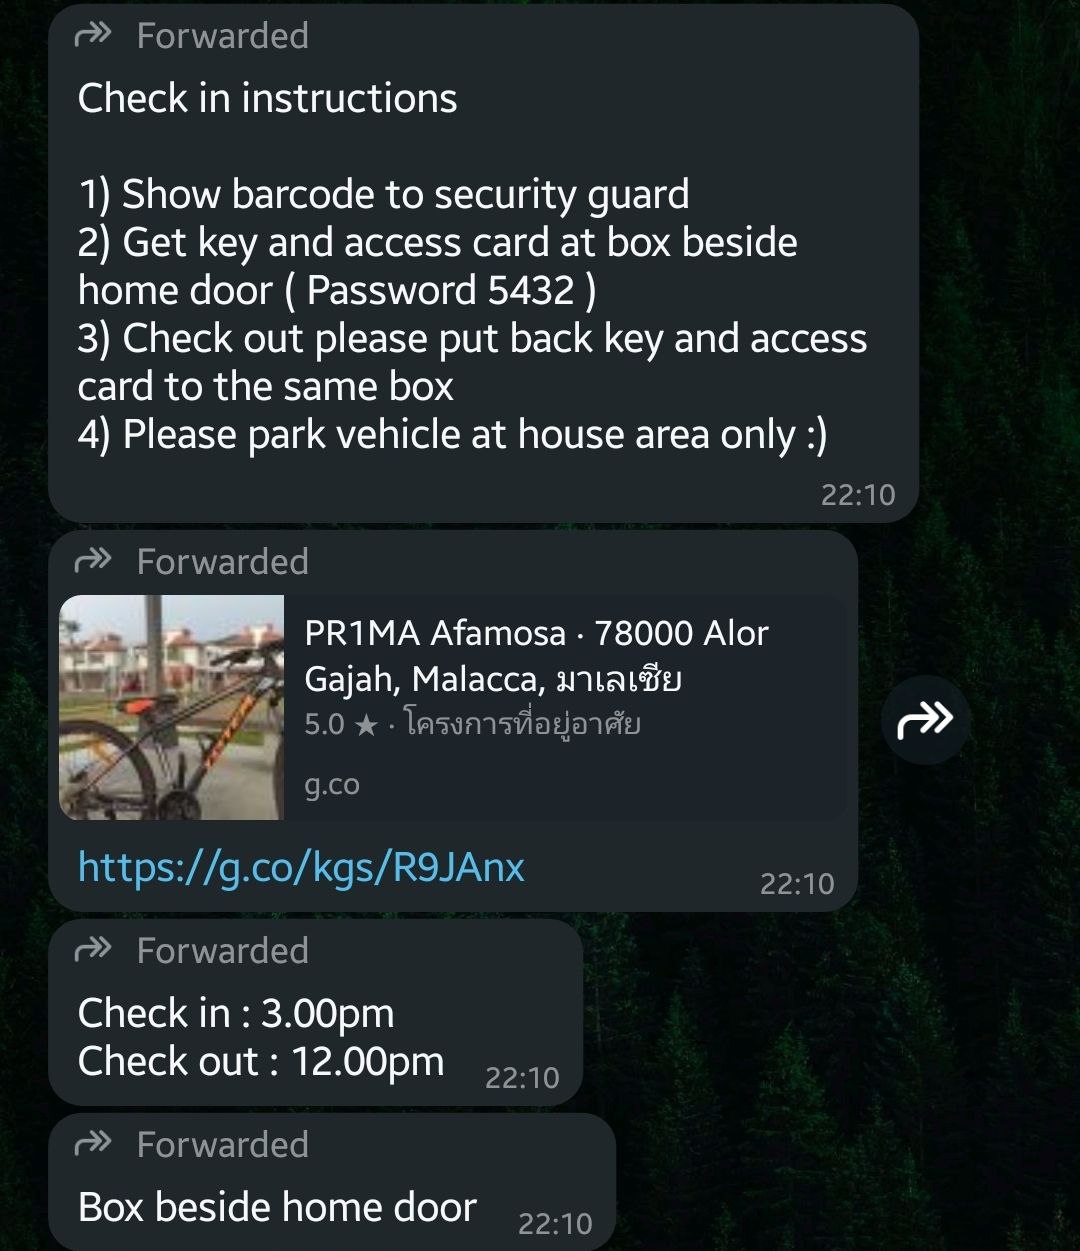 Forwarded
Check in instructions
1) Show barcode to security guard
2) Get key and access card at box beside
home door ( Password 5432 )
3) Check out please put back key and access
card to the same box
4) Please park vehicle at house area only :)
22:10
Forwarded
PR1MA Afamosa · 78000 Alor
Gajah, Malacca, มาเลเซีย
5.0 ★ · โครงการที่อยู่อาศัย
g.co
https://g.co/kgs/R9JAnx
22:10
Forwarded
Check in : 3.00pm
Check out : 12.00pm
22:10
Forwarded
Box beside home door
22:10